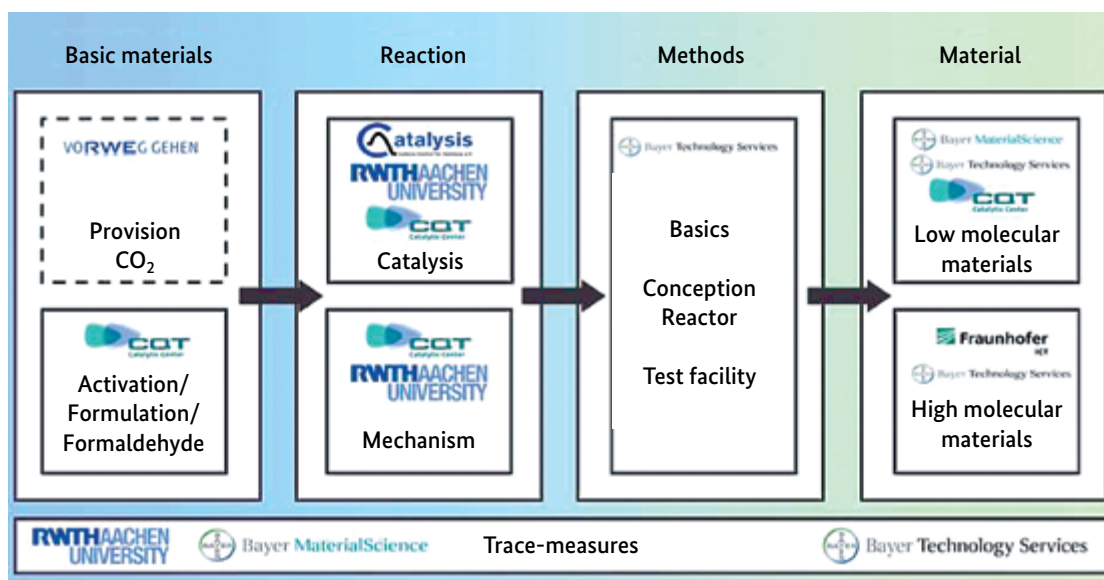 Basic materials
Reaction
Methods
Material
VORWEG GEHEN
Provision
CO₂
CAT
Catalytic Center
Activation/
Formulation/
Formaldehyde
Catalysis
RWTHAACHEN
UNIVERSITY
CAT
Catalytic Center
Catalysis
CAT
Catalytic Center
RWTHAACHEN
UNIVERSITY
Mechanism
Bayer Technology Services
Basics
Conception
Reactor
Test facility
Bayer MaterialScience
Bayer Technology Services
CAT
Catalytic Center
Low molecular
materials
Fraunhofer
ICT
Bayer Technology Services
High molecular
materials
RWTHAACHEN
UNIVERSITY
Bayer MaterialScience
Trace-measures
Bayer Technology Services